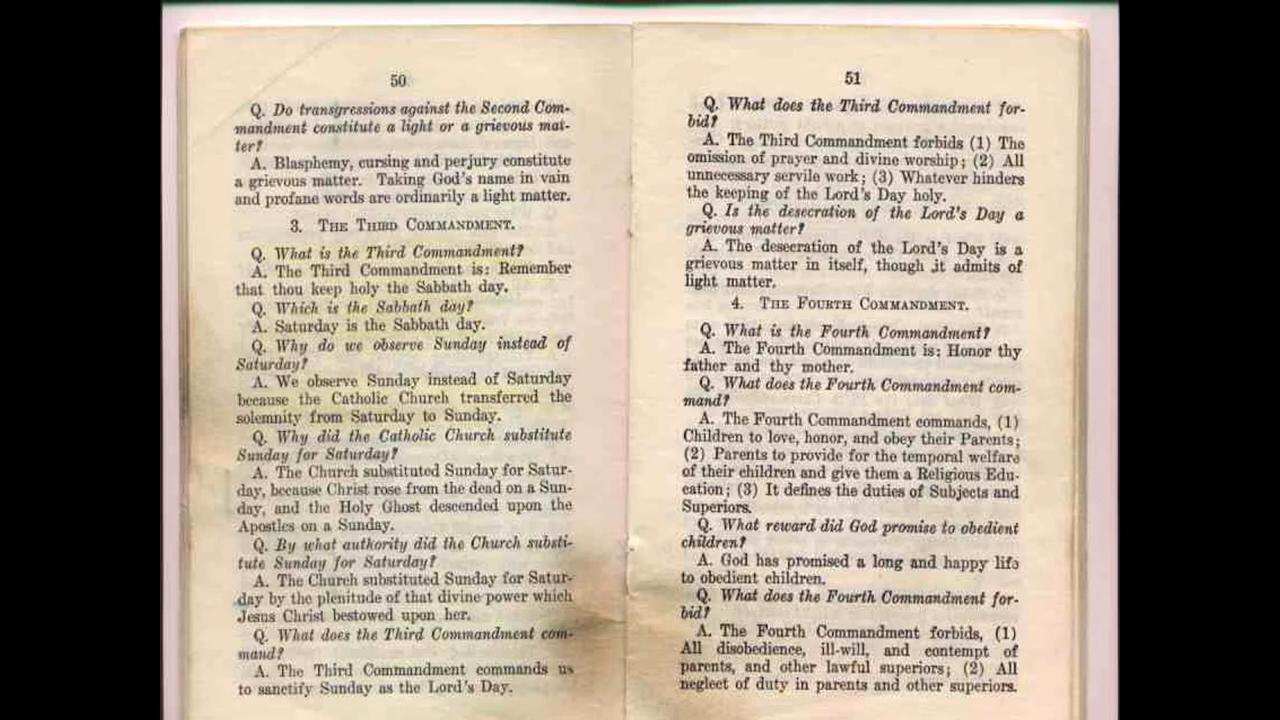 50
Q. Do transgressions against the Second Com-
mandment constitute a light or a grievous mat-
ter?
A. Blasphemy, cursing and perjury constitute
a grievous matter. Taking God's name in vain
and profane words are ordinarily a light matter.
3. THE THIRD COMMANDMENT.
Q. What is the Third Commandment?
A. The Third Commandment is: Remember
that thou keep holy the Sabbath day.
Q. Which is the Sabbath day?
A. Saturday is the Sabbath day.
Q. Why do we observe Sunday instead of
Saturday?
A. We observe Sunday instead of Saturday
because the Catholic Church transferred the
solemnity from Saturday to Sunday.
Q. Why did the Catholic Church substitute
Sunday for Saturday?
A. The Church substituted Sunday for Satur-
day, because Christ rose from the dead on a Sun-
day, and the Holy Ghost descended upon the
Apostles on a Sunday.
Q. By what authority did the Church substi-
tute Sunday for Saturday?
A. The Church substituted Sunday for Satur-
day by the plenitude of that divine power which
Jesus Christ bestowed upon her.
Q. What does the Third Commandment com-
mand?
A. The Third Commandment commands us
to sanctify Sunday as the Lord's Day.
51
Q. What does the Third Commandment for-
bid?
A. The Third Commandment forbids (1) The
omission of prayer and divine worship; (2) All
unnecessary servile work; (3) Whatever hinders
the keeping of the Lord's Day holy.
Q. Is the desecration of the Lord's Day a
grievous matter?
A. The desecration of the Lord's Day is a
grievous matter in itself, though it admits of
light matter.
4. THE FOURTH COMMANDMENT.
Q. What is the Fourth Commandment?
A. The Fourth Commandment is: Honor thy
father and thy mother.
Q. What does the Fourth Commandment com-
mand?
A. The Fourth Commandment commands, (1)
Children to love, honor, and obey their Parents;
(2) Parents to provide for the temporal welfare
of their children and give them a Religious Edu-
cation; (3) It defines the duties of Subjects and
Superiors.
Q. What reward did God promise to obedient
children?
A. God has promised a long and happy life
to obedient children.
Q. What does the Fourth Commandment for-
bid?
A. The Fourth Commandment forbids, (1)
All disobedience, ill-will, and contempt of
parents, and other lawful superiors; (2) All
neglect of duty in parents and other superiors.